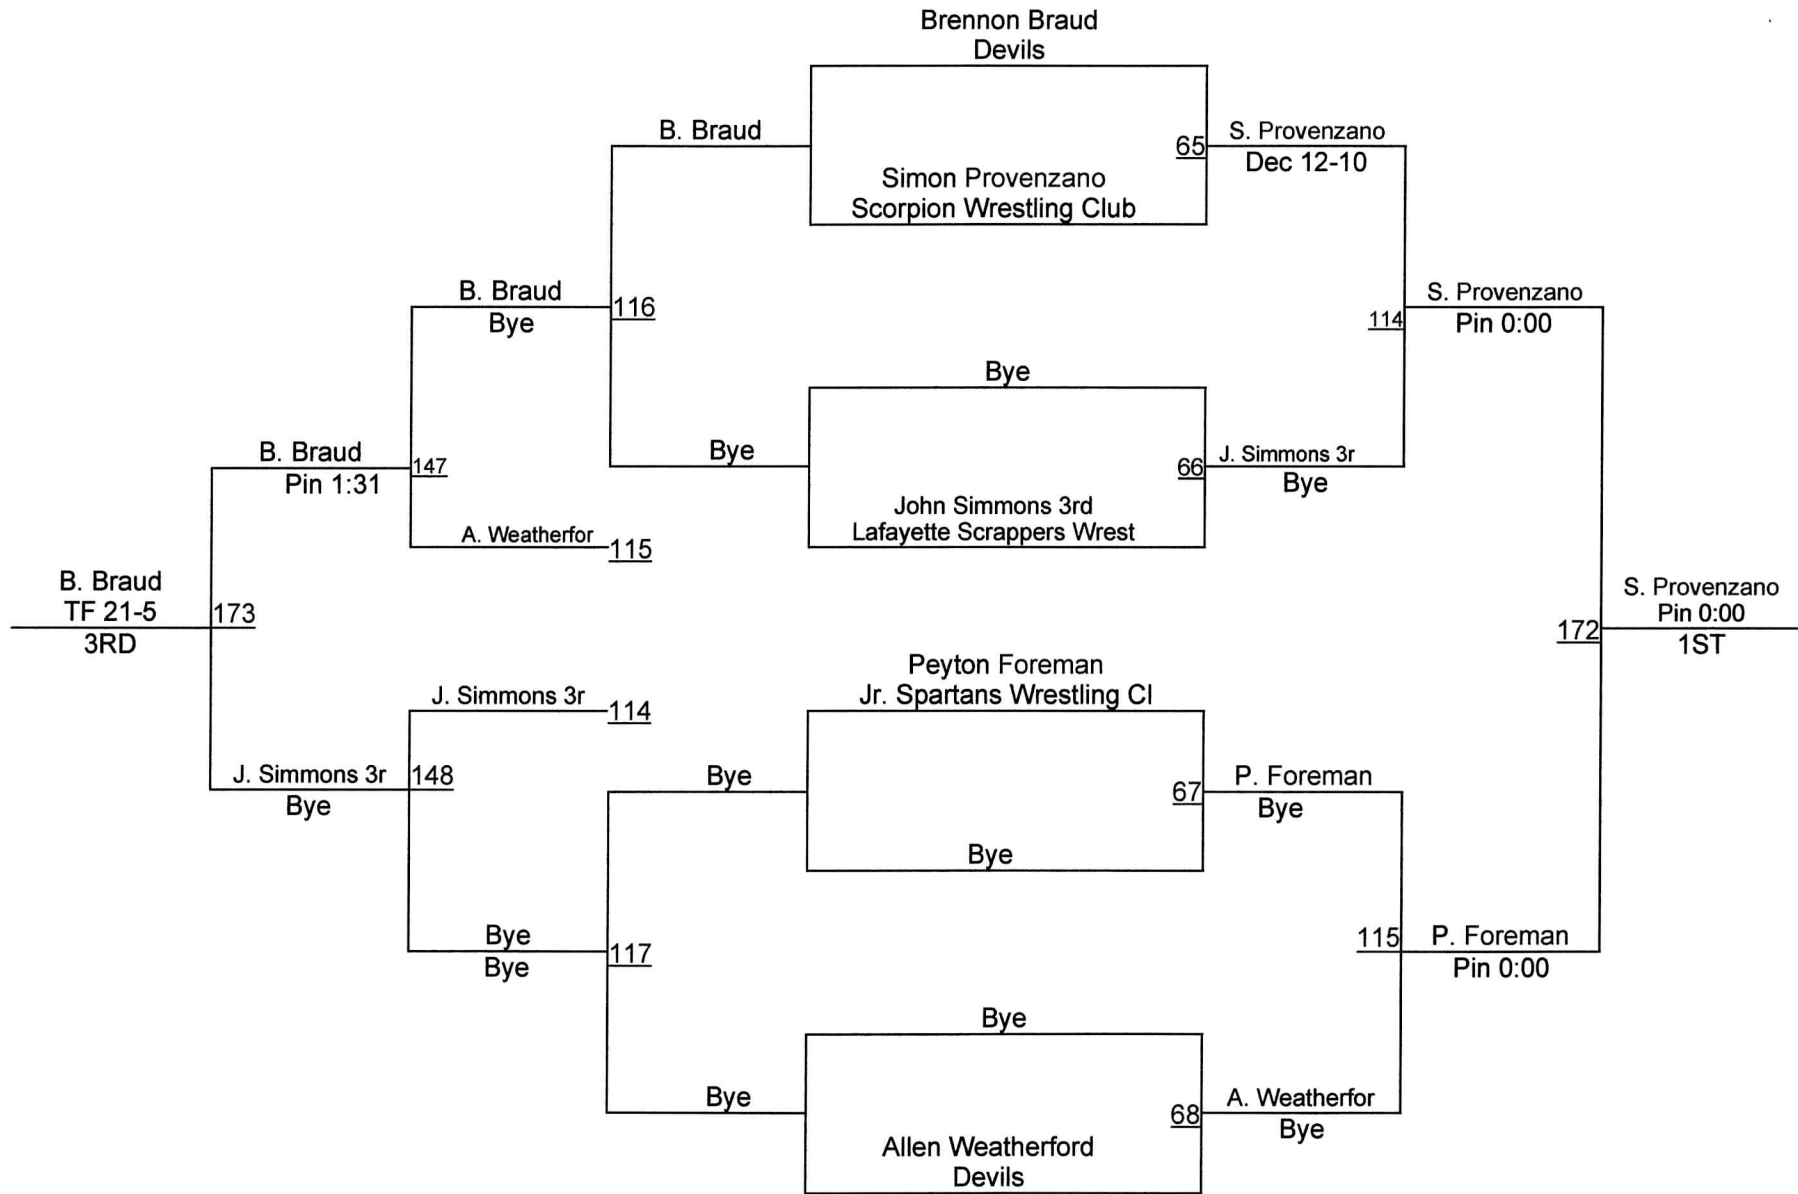 Brennon Braud
Devils
B. Braud
65
S. Provenzano
Dec 12-10
Simon Provenzano
Scorpion Wrestling Club
B. Braud
Bye
116
114
S. Provenzano
Pin 0:00
Bye
B. Braud
Pin 1:31
147
Bye
66
J. Simmons 3r
Bye
John Simmons 3rd
Lafayette Scrappers Wrest
A. Weatherfor
115
B. Braud
TF 21-5
3RD
173
172
S. Provenzano
Pin 0:00
1ST
Peyton Foreman
Jr. Spartans Wrestling Cl
J. Simmons 3r
114
J. Simmons 3r
Bye
148
Bye
67
P. Foreman
Bye
Bye
Bye
Bye
117
115
P. Foreman
Pin 0:00
Bye
Bye
68
A. Weatherfor
Bye
Allen Weatherford
Devils